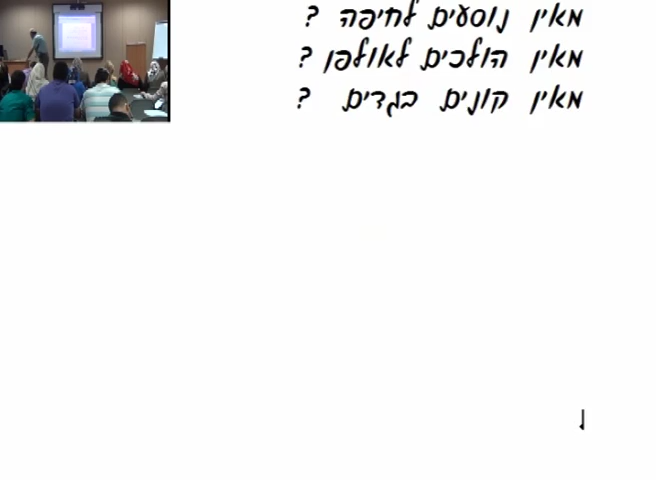 מאין נוסעים לחיפה ?
מאין הולכים לאולפן ?
מאין קונים בגדים ?